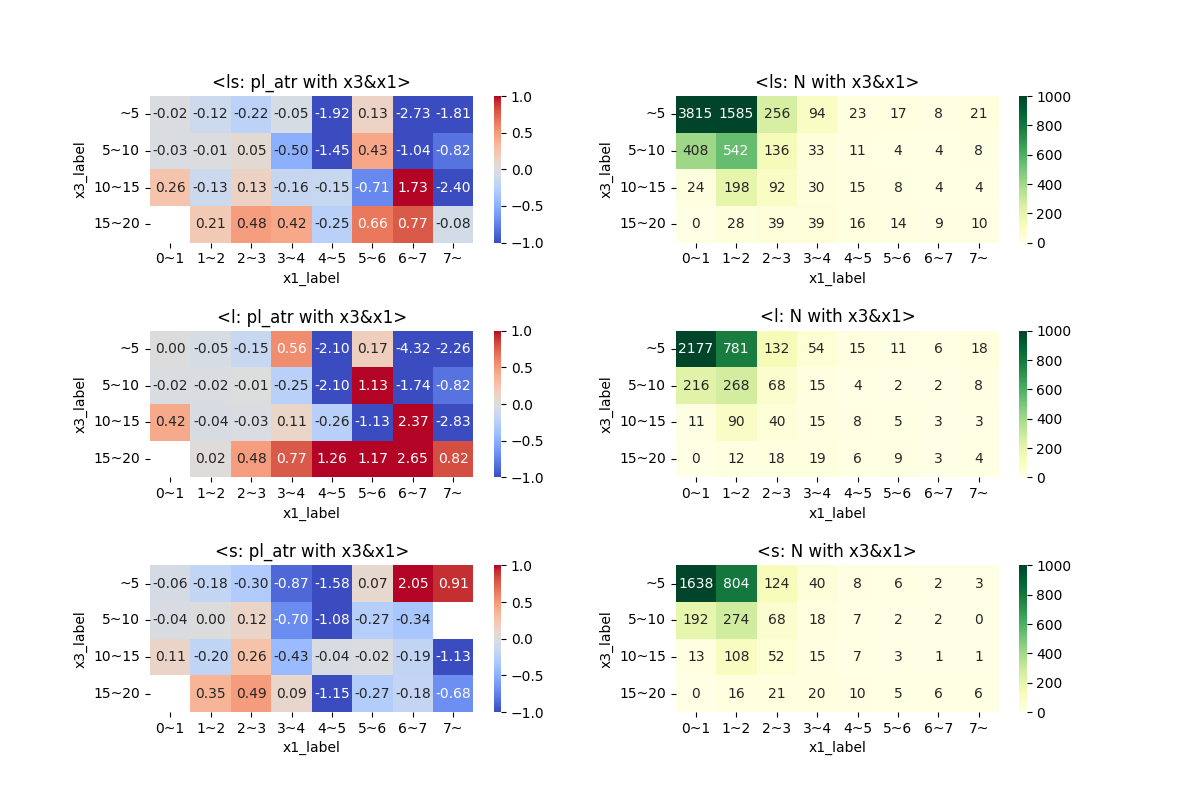 <ls: pl_atr with x3&x1>
x3_label
~5 -0.02 -0.12 -0.22 -0.05 -1.92 0.13 -2.73 -1.81
5~10 -0.03 -0.01 0.05 -0.50 -1.45 0.43 -1.04 -0.82
10~15 0.26 -0.13 0.13 -0.16 -0.15 -0.71 1.73 -2.40
15~20 0.21 0.48 0.42 -0.25 0.66 0.77 -0.08
0~1 1~2 2~3 3~4 4~5 5~6 6~7 7~
x1_label
1.0
0.5
0.0
−0.5
−1.0
<ls: N with x3&x1>
x3_label
~5 3815 1585 256 94 23 17 8 21
5~10 408 542 136 33 11 4 4 8
10~15 24 198 92 30 15 8 4 4
15~20 0 28 39 39 16 14 9 10
0~1 1~2 2~3 3~4 4~5 5~6 6~7 7~
x1_label
1000
800
600
400
200
0
<l: pl_atr with x3&x1>
x3_label
~5 0.00 -0.05 -0.15 0.56 -2.10 0.17 -4.32 -2.26
5~10 -0.02 -0.02 -0.01 -0.25 -2.10 1.13 -1.74 -0.82
10~15 0.42 -0.04 -0.03 0.11 -0.26 -1.13 2.37 -2.83
15~20 0.02 0.48 0.77 1.26 1.17 2.65 0.82
0~1 1~2 2~3 3~4 4~5 5~6 6~7 7~
x1_label
1.0
0.5
0.0
−0.5
−1.0
<l: N with x3&x1>
x3_label
~5 2177 781 132 54 15 11 6 18
5~10 216 268 68 15 4 2 2 8
10~15 11 90 40 15 8 5 3 3
15~20 0 12 18 19 6 9 3 4
0~1 1~2 2~3 3~4 4~5 5~6 6~7 7~
x1_label
1000
800
600
400
200
0
<s: pl_atr with x3&x1>
x3_label
~5 -0.06 -0.18 -0.30 -0.87 -1.58 0.07 2.05 0.91
5~10 -0.04 0.00 0.12 -0.70 -1.08 -0.27 -0.34
10~15 0.11 -0.20 0.26 -0.43 -0.04 -0.02 -0.19 -1.13
15~20 0.35 0.49 0.09 -1.15 -0.27 -0.18 -0.68
0~1 1~2 2~3 3~4 4~5 5~6 6~7 7~
x1_label
1.0
0.5
0.0
−0.5
−1.0
<s: N with x3&x1>
x3_label
~5 1638 804 124 40 8 6 2 3
5~10 192 274 68 18 7 2 2 0
10~15 13 108 52 15 7 3 1 1
15~20 0 16 21 20 10 5 6 6
0~1 1~2 2~3 3~4 4~5 5~6 6~7 7~
x1_label
1000
800
600
400
200
0